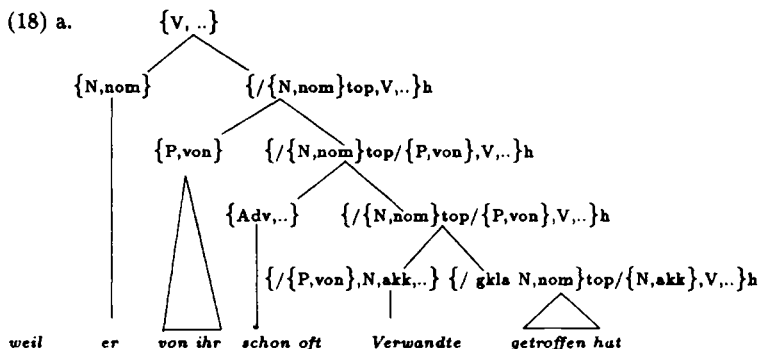 (18) a. {V, ..}
{N,nom} {/{N,nom}top,V,..}h
{P,von} {/{N,nom}top/{P,von},V,..}h
{Adv,..} {/{N,nom}top/{P,von},V,..}h
{/{P,von},N,akk,..} {/ gkla N,nom}top/{N,akk},V,..}h
weil er von ihr schon oft Verwandte getroffen hat